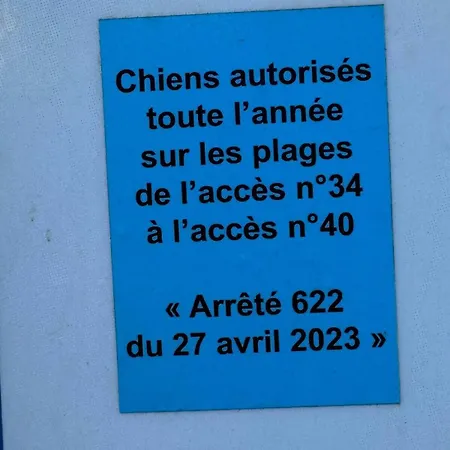 Chiens autorisés
toute l'année
sur les plages
de l'accès n°34
à l'accès n°40
« Arrêté 622
du 27 avril 2023 »